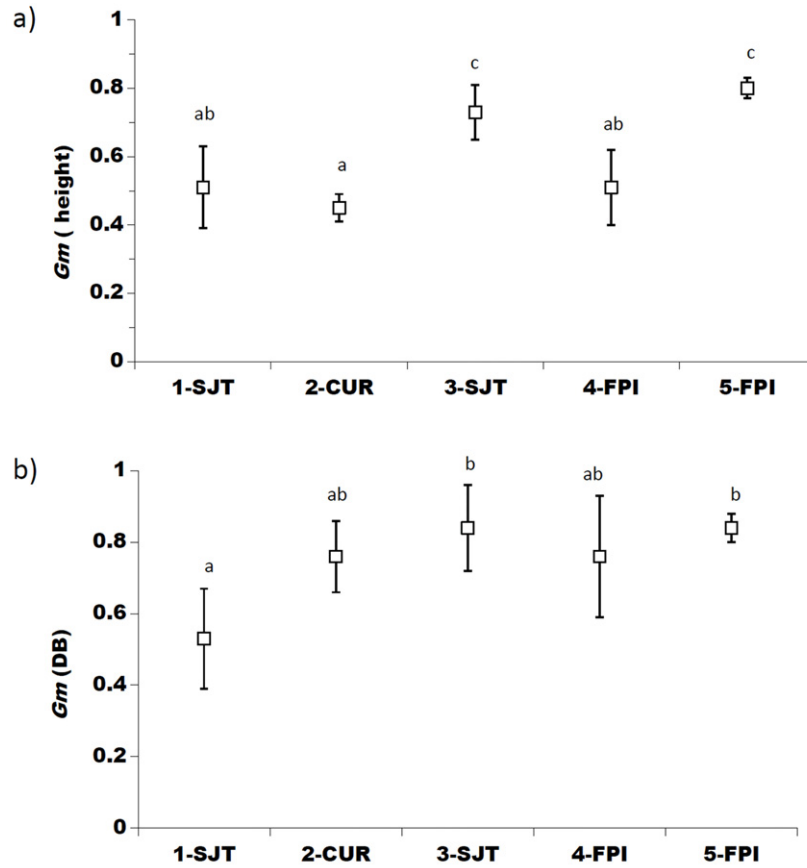 a)
1
0.8
0.6
0.4
0.2
0
Gm ( height)
ab
a
c
ab
c
1-SJT 2-CUR 3-SJT 4-FPI 5-FPI
b)
1
0.8
0.6
0.4
0.2
0
Gm (DB)
a
ab
b
ab
b
1-SJT 2-CUR 3-SJT 4-FPI 5-FPI